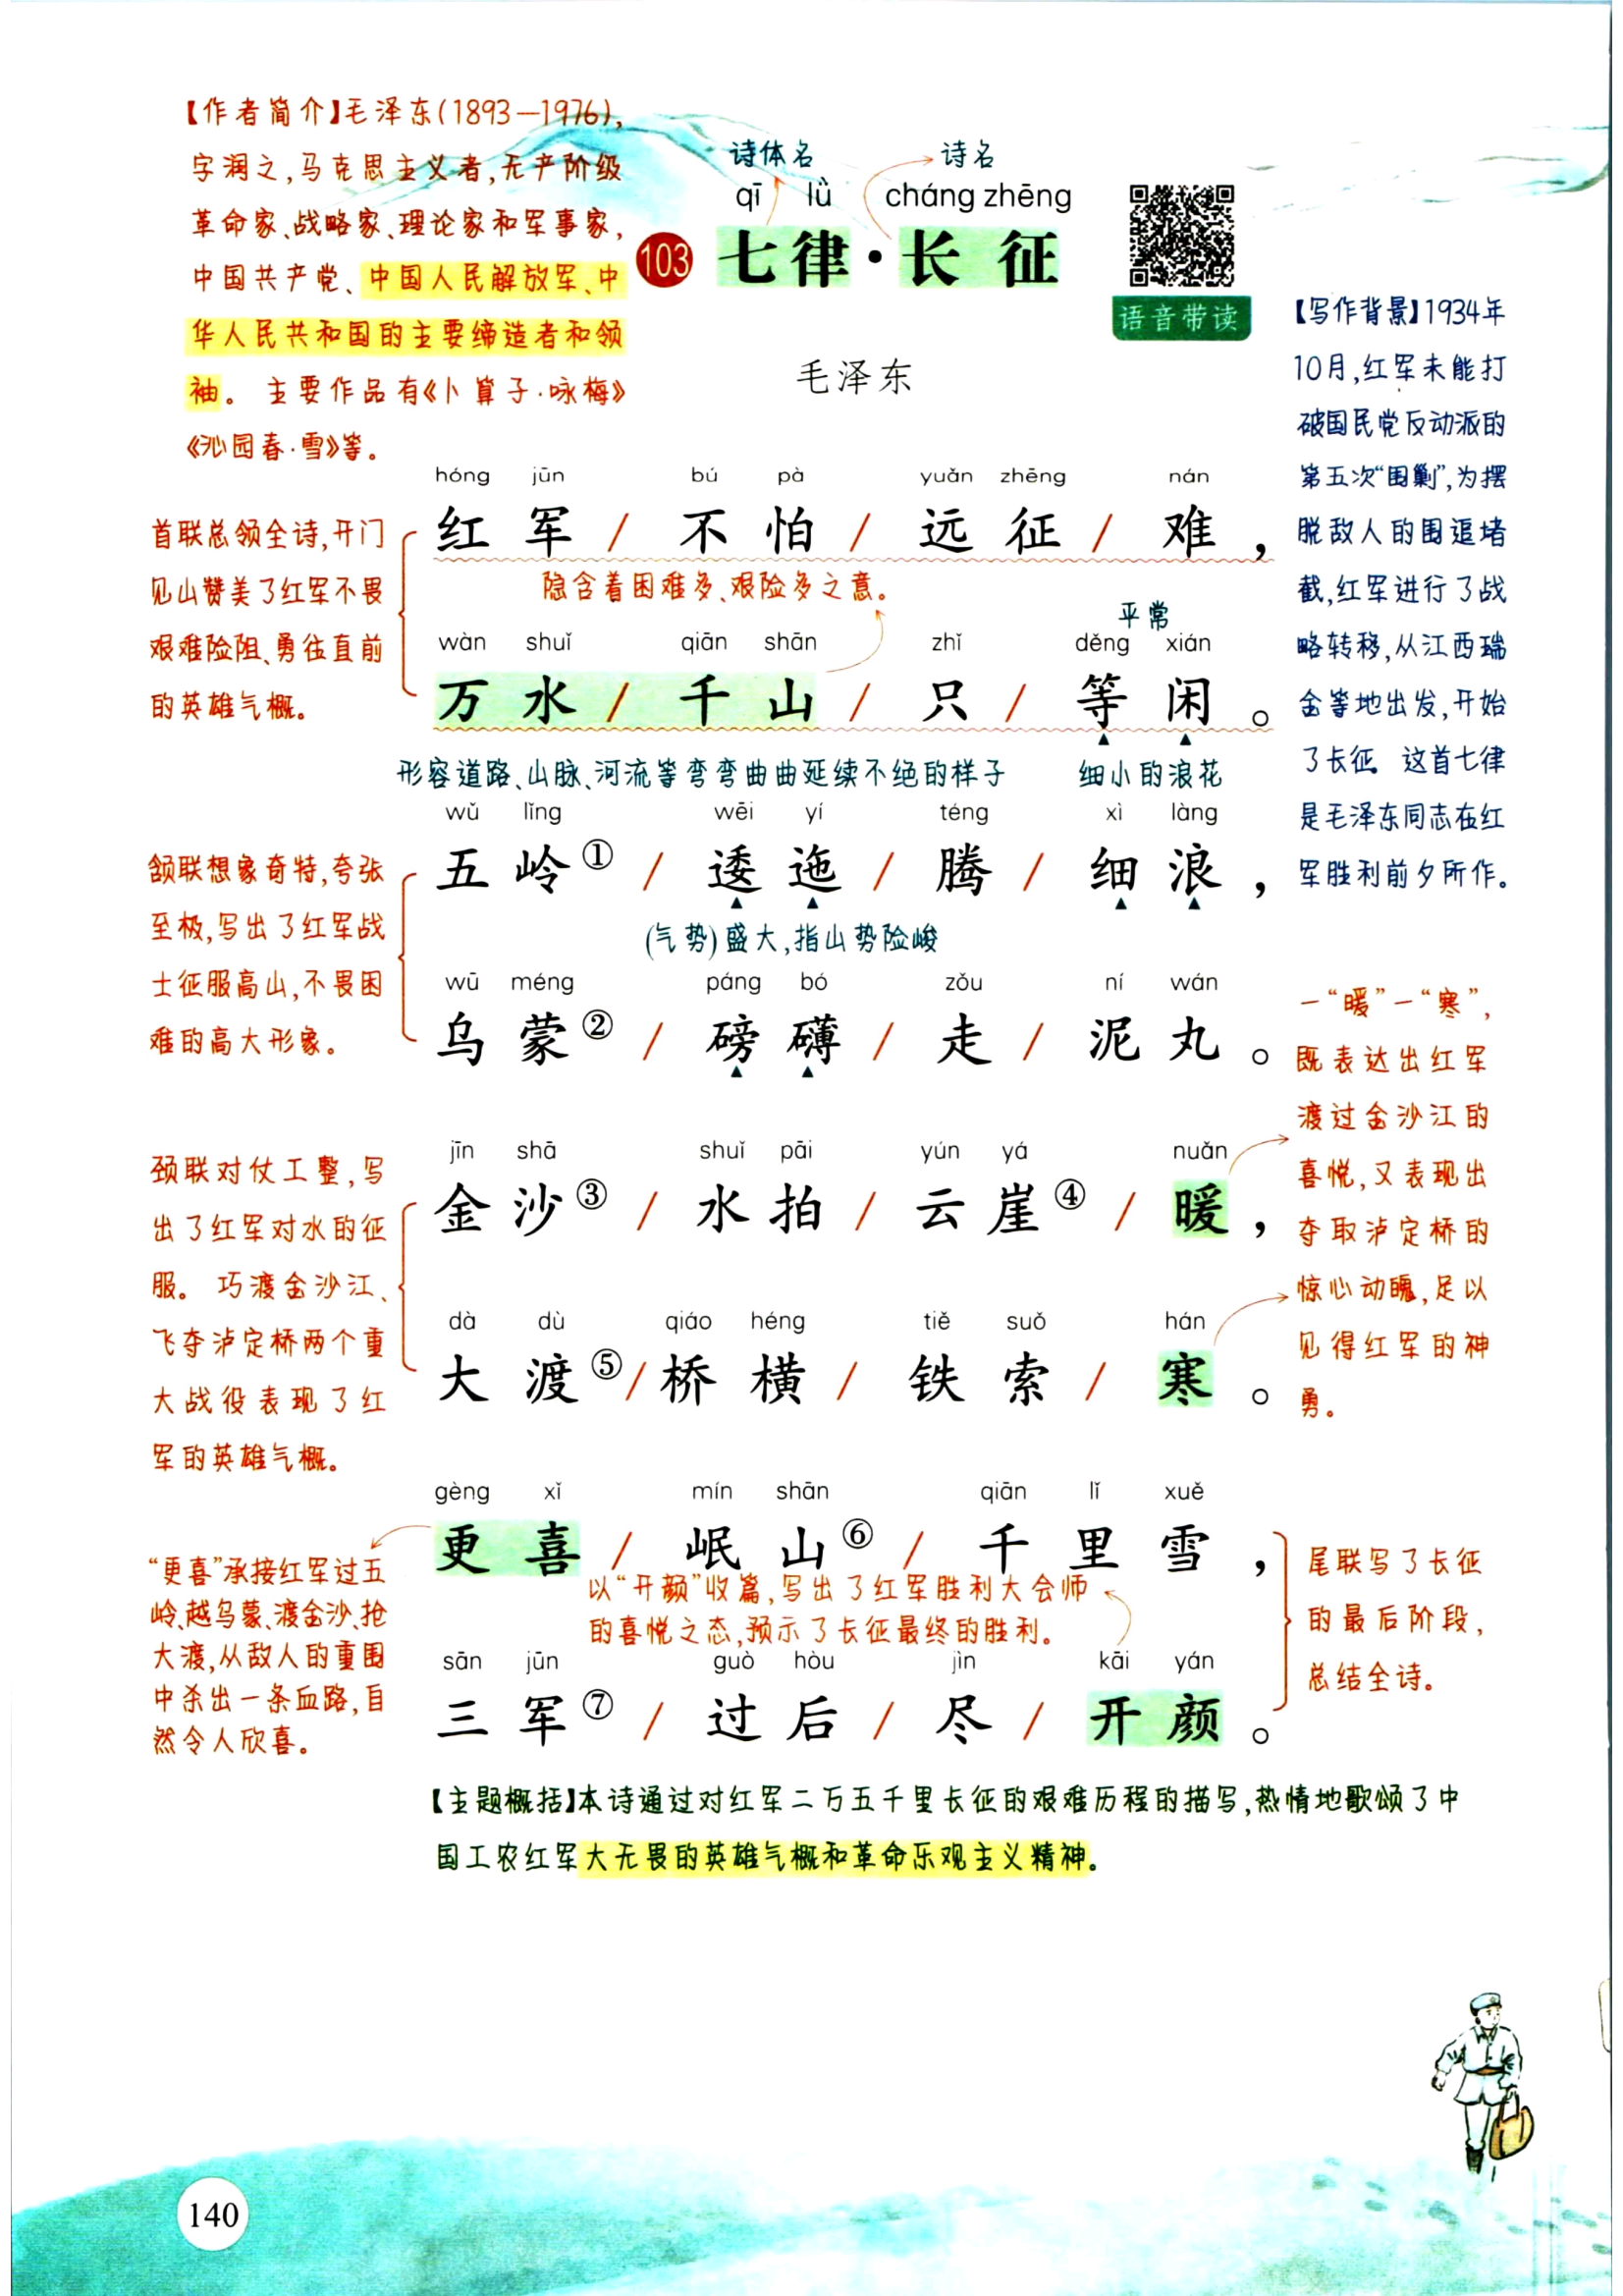 【作者简介】毛泽东(1893—1976),
字润之,马克思主义者,无产阶级
革命家、战略家、理论家和军事家,
中国共产党、中国人民解放军、中
华人民共和国的主要缔造者和领
袖。主要作品有《卜算子·咏梅》
《沁园春·雪》等。
诗体名 诗名
qī lǜ cháng zhēng
103 七律·长征
语音带读
毛泽东
【写作背景】1934年
10月,红军未能打
破国民党反动派的
第五次“围剿”,为摆
脱敌人的围追堵
截,红军进行了战
略转移,从江西瑞
金等地出发,开始
了长征。这首七律
是毛泽东同志在红
军胜利前夕所作。
hóng jūn bú pà yuǎn zhēng nán
红军/不怕/远征/难,
隐含着困难多、艰险多之意。
平常
wàn shuǐ qiān shān zhǐ děng xián
万水/千山/只/等闲。
首联总领全诗,开门
见山赞美了红军不畏
艰难险阻、勇往直前
的英雄气概。
形容道路、山脉、河流等弯弯曲曲延续不绝的样子 细小的浪花
wǔ lǐng wēi yí téng xì làng
五岭①/逶迤/腾/细浪,
(气势)盛大,指山势险峻
wū méng páng bó zǒu ní wán
乌蒙②/磅礴/走/泥丸。
颔联想象奇特,夸张
至极,写出了红军战
士征服高山,不畏困
难的高大形象。
jīn shā shuǐ pāi yún yá nuǎn
金沙③/水拍/云崖④/暖,
dà dù qiáo héng tiě suǒ hán
大渡⑤/桥横/铁索/寒。
颈联对仗工整,写
出了红军对水的征
服。巧渡金沙江、
飞夺泸定桥两个重
大战役表现了红
军的英雄气概。
一“暖”一“寒”,
既表达出红军
渡过金沙江的
喜悦,又表现出
夺取泸定桥的
惊心动魄,足以
见得红军的神
勇。
gèng xǐ mín shān qiān lǐ xuě
更喜/岷山⑥/千里雪,
以“开颜”收篇,写出了红军胜利大会师
的喜悦之态,预示了长征最终的胜利。
sān jūn guò hòu jìn kāi yán
三军⑦/过后/尽/开颜。
“更喜”承接红军过五
岭、越乌蒙、渡金沙、抢
大渡,从敌人的重围
中杀出一条血路,自
然令人欣喜。
尾联写了长征
的最后阶段,
总结全诗。
【主题概括】本诗通过对红军二万五千里长征的艰难历程的描写,热情地歌颂了中
国工农红军大无畏的英雄气概和革命乐观主义精神。
140